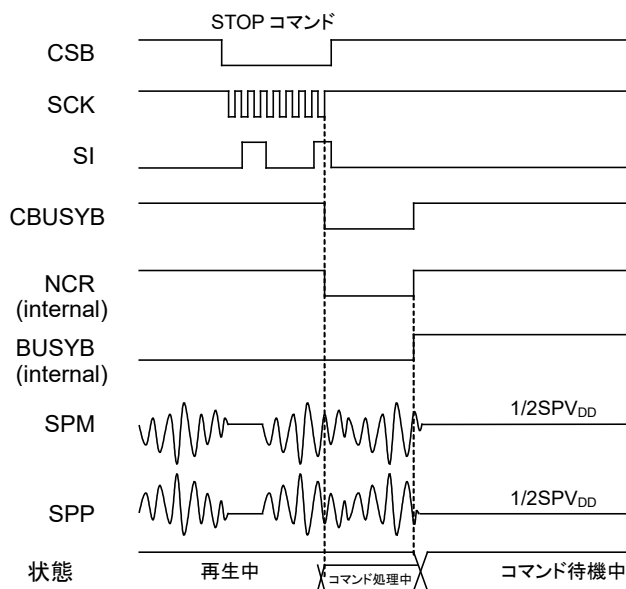 STOP コマンド
CSB
SCK
SI
CBUSYB
NCR
(internal)
BUSYB
(internal)
SPM
1/2SPVDD
SPP
1/2SPVDD
状態
再生中
コマンド処理中
コマンド待機中